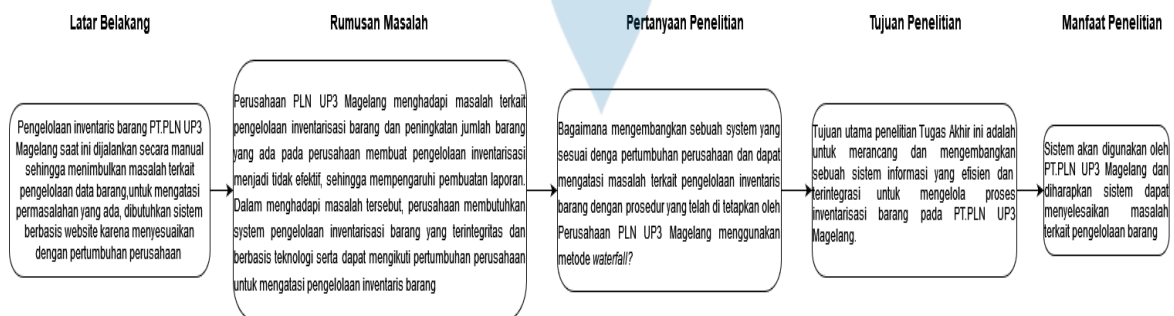 Latar Belakang
Rumusan Masalah
Pertanyaan Penelitian
Tujuan Penelitian
Manfaat Penelitian
Pengelolaan inventaris barang PT.PLN UP3
Magelang saat ini dijalankan secara manual
sehingga menimbulkan masalah terkait
pengelolaan data barang,untuk mengatasi
permasalahan yang ada, dibutuhkan sistem
berbasis website karena menyesuaikan
dengan pertumbuhan perusahaan
Perusahaan PLN UP3 Magelang menghadapi masalah terkait
pengelolaan inventarisasi barang dan peningkatan jumlah barang
yang ada pada perusahaan membuat pengelolaan inventarisasi
menjadi tidak efektif, sehingga mempengaruhi pembuatan laporan.
Dalam menghadapi masalah tersebut, perusahaan membutuhkan
system pengelolaan inventarisasi barang yang terintegritas dan
berbasis teknologi serta dapat mengikuti pertumbuhan perusahaan
untuk mengatasi pengelolaan inventaris barang
Bagaimana mengembangkan sebuah system yang
sesuai denga pertumbuhan perusahaan dan dapat
mengatasi masalah terkait pengelolaan inventaris
barang dengan prosedur yang telah di tetapkan oleh
Perusahaan PLN UP3 Magelang menggunakan
metode waterfall?
Tujuan utama penelitian Tugas Akhir ini adalah
untuk merancang dan mengembangkan
sebuah sistem informasi yang efisien dan
terintegrasi untuk mengelola proses
inventarisasi barang pada PT.PLN UP3
Magelang.
Sistem akan digunakan oleh
PT.PLN UP3 Magelang dan
diharapkan sistem dapat
menyelesaikan masalah
terkait pengelolaan barang